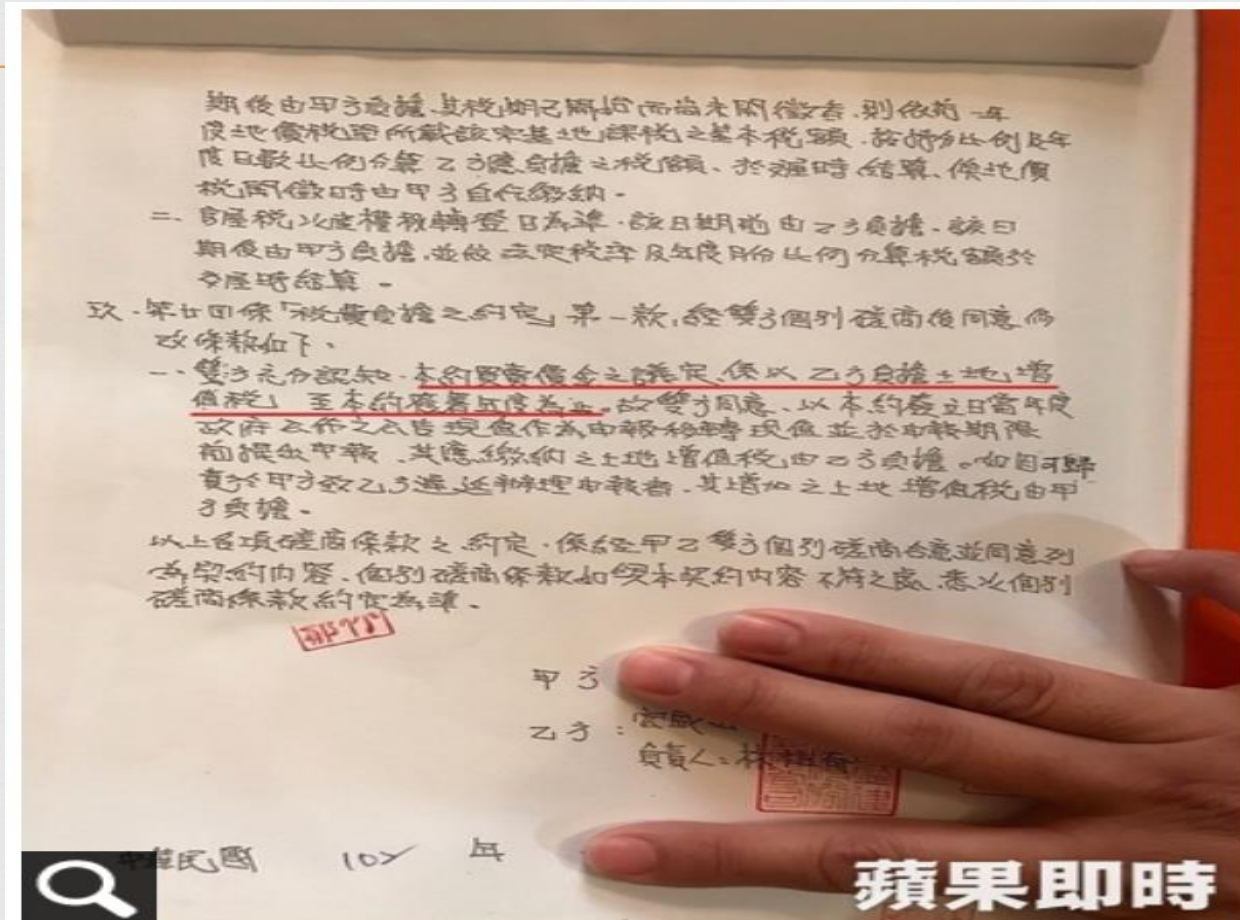 期後由甲方負擔、其稅期已開始而尚未開徵者、則依前一年
度地價稅單所載該宗基地課稅之基本稅額、按持分比例及年
度日數比例分算乙方應負擔之稅額、於交屋時結算、俟地價
稅開徵時由甲方自行繳納。
二、房屋稅以產權移轉登日為準、該日期前由乙方負擔、該日
期後由甲方負擔、並依法定稅率及年度月份比例分算稅額於
交屋時結算。
玖、第廿四條「稅費負擔之約定」第一款、經雙方個別磋商後同意修
改條款如下、
一、雙方充分認知、本約買賣價金之議定、係以乙方負擔土地增
值稅至本約簽署年度為止。故雙方同意、以本約簽立日當年度
政府公佈之公告現值作為申報移轉現值並於申報期限
前提出申報、其應繳納之土地增值稅由乙方負擔。如因可歸
責於甲方致乙方遲延辦理申報者、其增加之土地增值稅由甲
方負擔。
以上各項磋商條款之約定、係經甲乙雙方個別磋商合意並同意列
為契約內容、個別磋商條款如與本契約內容不符之處、悉以個別
磋商條款約定為準。
甲方
乙方：
負責人：林
民國 102 年
蘋果即時